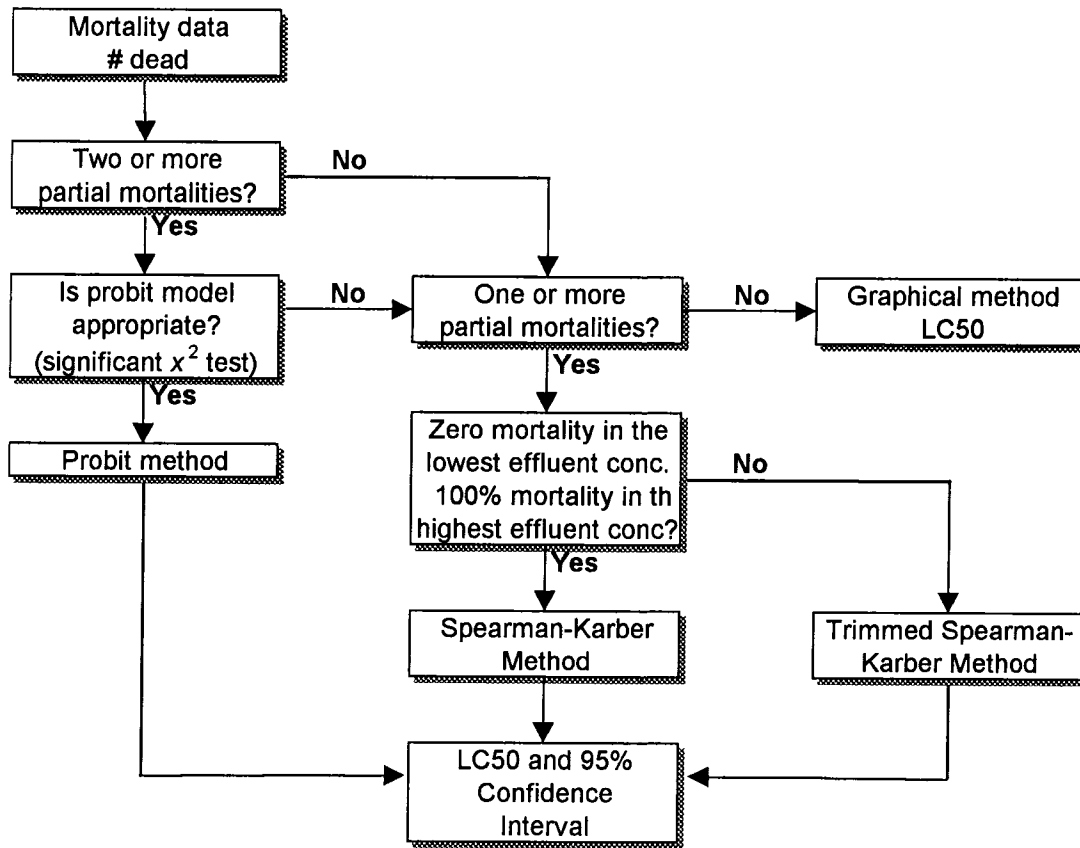 Mortality data
# dead
Two or more
partial mortalities?
No
Yes
Is probit model
appropriate?
(significant x² test)
No
One or more
partial mortalities?
No
Graphical method
LC50
Yes
Yes
Probit method
Zero mortality in the
lowest effluent conc.
100% mortality in th
highest effluent conc?
No
Yes
Spearman-Karber
Method
Trimmed Spearman-
Karber Method
LC50 and 95%
Confidence
Interval